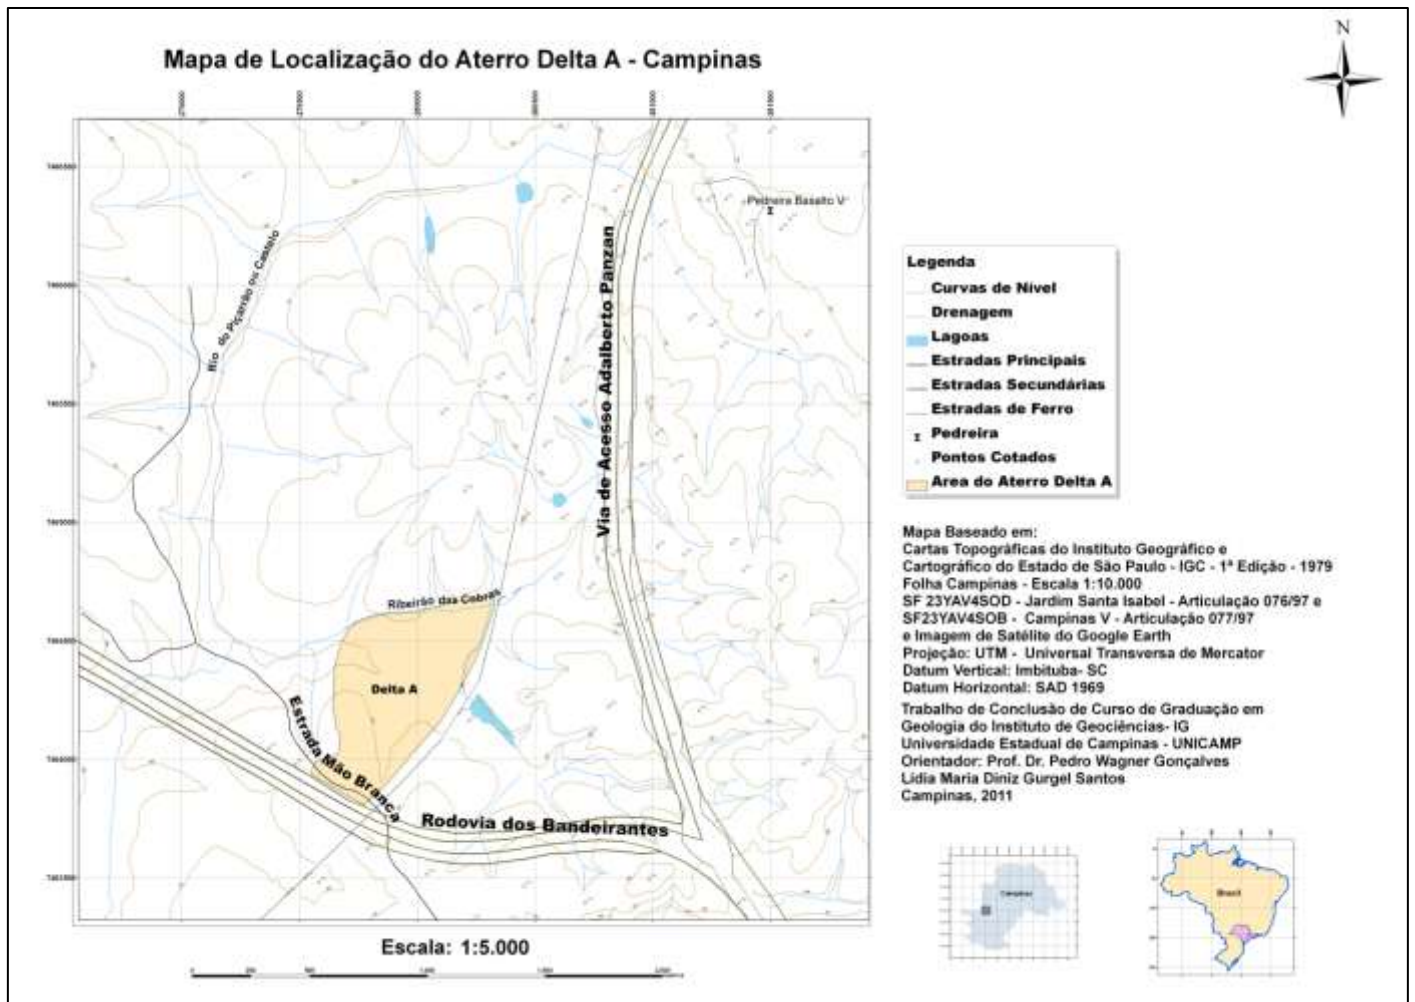 N
Mapa de Localização do Aterro Delta A - Campinas
Pedreira Basalto V
Rio do Piçarrão ou Castelo
Via de Acesso Adalberto Panzan
Ribeirão das Cobras
Delta A
Estrada Mão Branca
Rodovia dos Bandeirantes
Escala: 1:5.000
Legenda
Curvas de Nível
Drenagem
Lagoas
Estradas Principais
Estradas Secundárias
Estradas de Ferro
Pedreira
Pontos Cotados
Area do Aterro Delta A
Mapa Baseado em:
Cartas Topográficas do Instituto Geográfico e
Cartográfico do Estado de São Paulo - IGC - 1ª Edição - 1979
Folha Campinas - Escala 1:10.000
SF 23YAV4SOD - Jardim Santa Isabel - Articulação 076/97 e
SF23YAV4SOB - Campinas V - Articulação 077/97
e Imagem de Satélite do Google Earth
Projeção: UTM - Universal Transversa de Mercator
Datum Vertical: Imbituba- SC
Datum Horizontal: SAD 1969
Trabalho de Conclusão de Curso de Graduação em
Geologia do Instituto de Geociências- IG
Universidade Estadual de Campinas - UNICAMP
Orientador: Prof. Dr. Pedro Wagner Gonçalves
Lídia Maria Diniz Gurgel Santos
Campinas, 2011
Campinas
Brasil